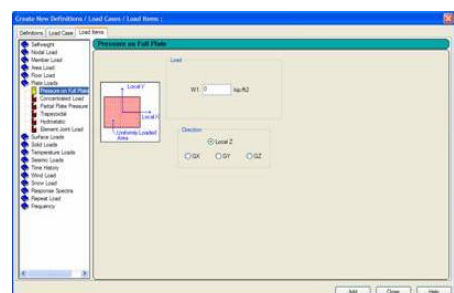 Create New Definitions / Load Cases / Load Items :
Definitions Load Case Load Items
Selfweight
Nodal Load
Member Load
Area Load
Floor Load
Plate Loads
Pressure on Full Plate
Concentrated Load
Partial Plate Pressure
Trapezoidal
Hydrostatic
Element Joint Load
Surface Loads
Solid Loads
Temperature Loads
Seismic Loads
Time History
Wind Load
Snow Load
Response Spectra
Repeat Load
Frequency
Pressure on Full Plate
Local Y
Local X
Uniformly Loaded
Area
Load
W1 0 kip/ft2
Direction
Local Z
GX GY GZ
Add Close Help